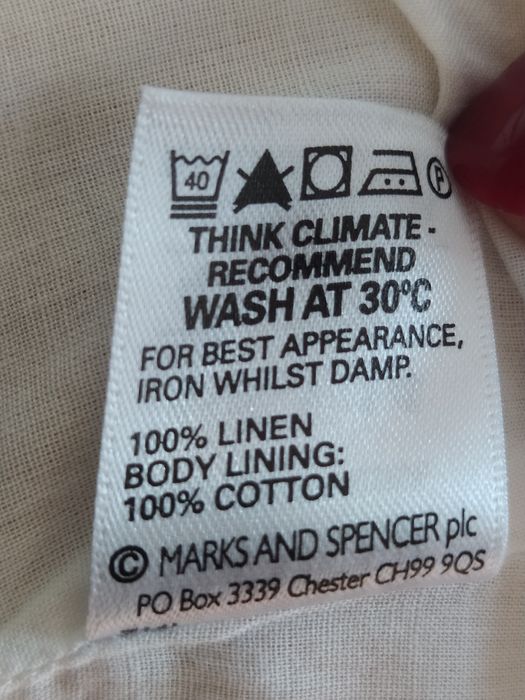 40
P
THINK CLIMATE -
RECOMMEND
WASH AT 30°C
FOR BEST APPEARANCE,
IRON WHILST DAMP.
100% LINEN
BODY LINING:
100% COTTON
© MARKS AND SPENCER plc
PO Box 3339 Chester CH99 9QS